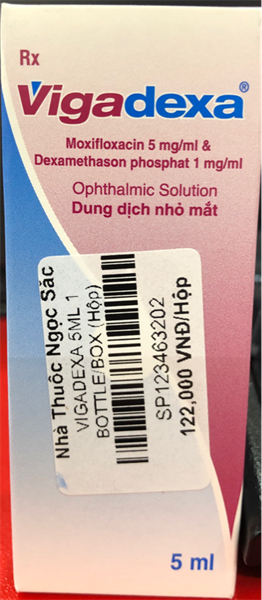 Rx
Vigadexa®
Moxifloxacin 5 mg/ml &
Dexamethason phosphat 1 mg/ml
Ophthalmic Solution
Dung dịch nhỏ mắt
Nhà Thuốc Ngọc Sắc
VIGADEXA 5ML 1
BOTTLE/BOX (Hộp)
SP123463202
122,000 VNĐ/Hộp
5 ml